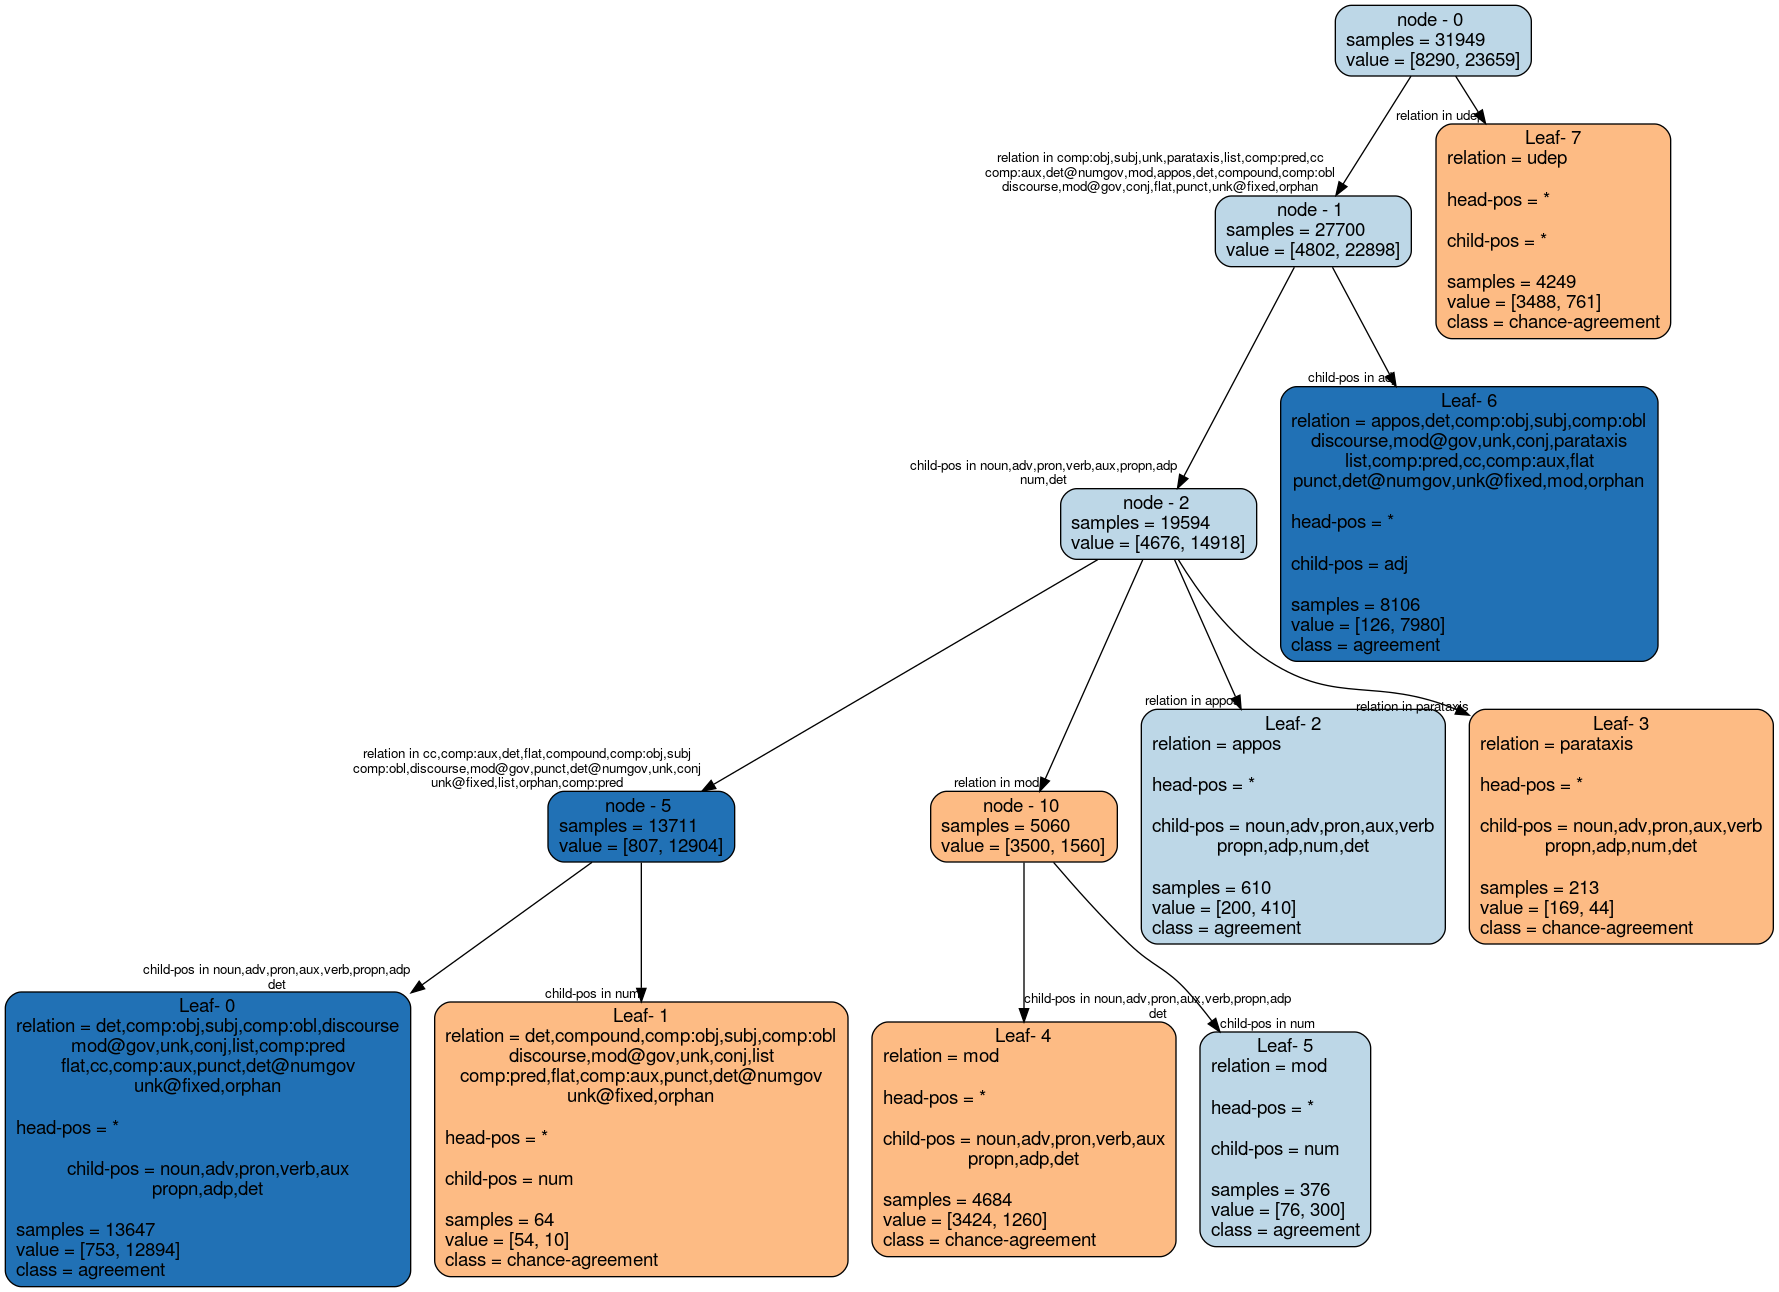 node - 0
samples = 31949
value = [8290, 23659]
relation in udep
Leaf- 7
relation = udep
head-pos = *
child-pos = *
samples = 4249
value = [3488, 761]
class = chance-agreement
relation in comp:obj,subj,unk,parataxis,list,comp:pred,cc
comp:aux,det@numgov,mod,appos,det,compound,comp:obl
discourse,mod@gov,conj,flat,punct,unk@fixed,orphan
node - 1
samples = 27700
value = [4802, 22898]
child-pos in adj
Leaf- 6
relation = appos,det,comp:obj,subj,comp:obl
discourse,mod@gov,unk,conj,parataxis
list,comp:pred,cc,comp:aux,flat
punct,det@numgov,unk@fixed,mod,orphan
head-pos = *
child-pos = adj
samples = 8106
value = [126, 7980]
class = agreement
child-pos in noun,adv,pron,verb,aux,propn,adp
num,det
node - 2
samples = 19594
value = [4676, 14918]
relation in cc,comp:aux,det,flat,compound,comp:obj,subj
comp:obl,discourse,mod@gov,punct,det@numgov,unk,conj
unk@fixed,list,orphan,comp:pred
node - 5
samples = 13711
value = [807, 12904]
relation in mod
node - 10
samples = 5060
value = [3500, 1560]
relation in appos
Leaf- 2
relation = appos
head-pos = *
child-pos = noun,adv,pron,aux,verb
propn,adp,num,det
samples = 610
value = [200, 410]
class = agreement
relation in parataxis
Leaf- 3
relation = parataxis
head-pos = *
child-pos = noun,adv,pron,aux,verb
propn,adp,num,det
samples = 213
value = [169, 44]
class = chance-agreement
child-pos in noun,adv,pron,aux,verb,propn,adp
det
Leaf- 0
relation = det,comp:obj,subj,comp:obl,discourse
mod@gov,unk,conj,list,comp:pred
flat,cc,comp:aux,punct,det@numgov
unk@fixed,orphan
head-pos = *
child-pos = noun,adv,pron,verb,aux
propn,adp,det
samples = 13647
value = [753, 12894]
class = agreement
child-pos in num
Leaf- 1
relation = det,compound,comp:obj,subj,comp:obl
discourse,mod@gov,unk,conj,list
comp:pred,flat,comp:aux,punct,det@numgov
unk@fixed,orphan
head-pos = *
child-pos = num
samples = 64
value = [54, 10]
class = chance-agreement
child-pos in noun,adv,pron,aux,verb,propn,adp
det
Leaf- 4
relation = mod
head-pos = *
child-pos = noun,adv,pron,verb,aux
propn,adp,det
samples = 4684
value = [3424, 1260]
class = chance-agreement
child-pos in num
Leaf- 5
relation = mod
head-pos = *
child-pos = num
samples = 376
value = [76, 300]
class = agreement